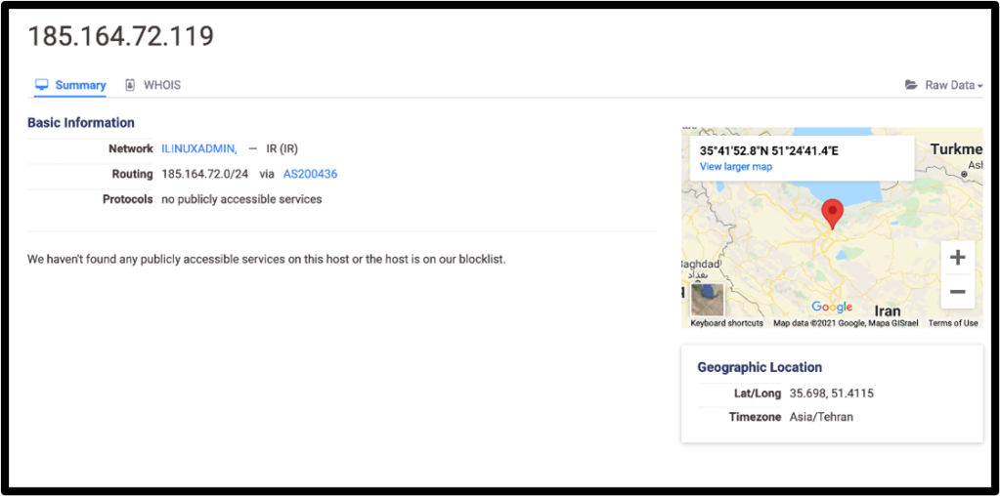 185.164.72.119
Summary WHOIS Raw Data
Basic Information
Network ILINUXADMIN, — IR (IR)
Routing 185.164.72.0/24 via AS200436
Protocols no publicly accessible services
We haven't found any publicly accessible services on this host or the host is on our blocklist.
35°41'52.8"N 51°24'41.4"E
View larger map
Turkme
Ash
Baghdad
بغداد
Iran
Google
Keyboard shortcuts Map data ©2021 Google, Mapa GISrael Terms of Use
Geographic Location
Lat/Long 35.698, 51.4115
Timezone Asia/Tehran